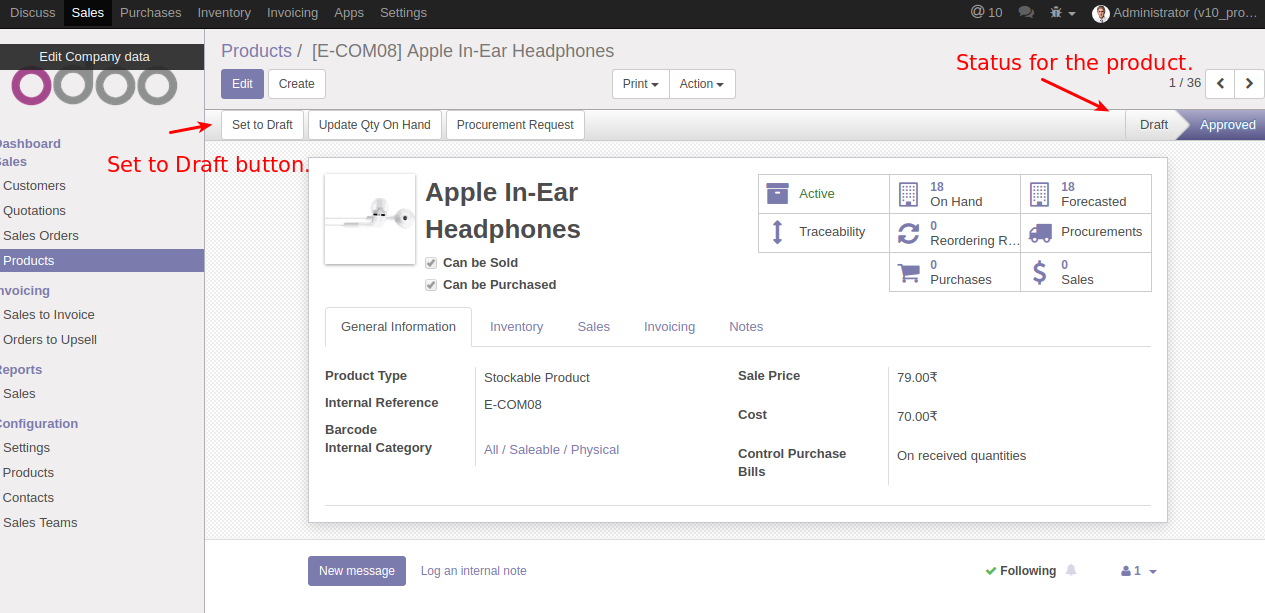 Discuss Sales Purchases Inventory Invoicing Apps Settings @ 10 Administrator (v10_pro…
Edit Company data
odoo
Products / [E-COM08] Apple In-Ear Headphones
Status for the product.
Edit Create Print Action 1 / 36
Set to Draft Update Qty On Hand Procurement Request Draft Approved
Set to Draft button.
Dashboard
Sales
Customers
Quotations
Sales Orders
Products
Invoicing
Sales to Invoice
Orders to Upsell
Reports
Sales
Configuration
Settings
Products
Contacts
Sales Teams
Apple In-Ear
Headphones
Can be Sold
Can be Purchased
Active
18
On Hand
18
Forecasted
Traceability
0
Reordering R…
Procurements
0
Purchases
0
Sales
General Information Inventory Sales Invoicing Notes
Product Type Stockable Product
Internal Reference E-COM08
Barcode
Internal Category All / Saleable / Physical
Sale Price 79.00₹
Cost 70.00₹
Control Purchase
Bills
On received quantities
New message Log an internal note Following 1